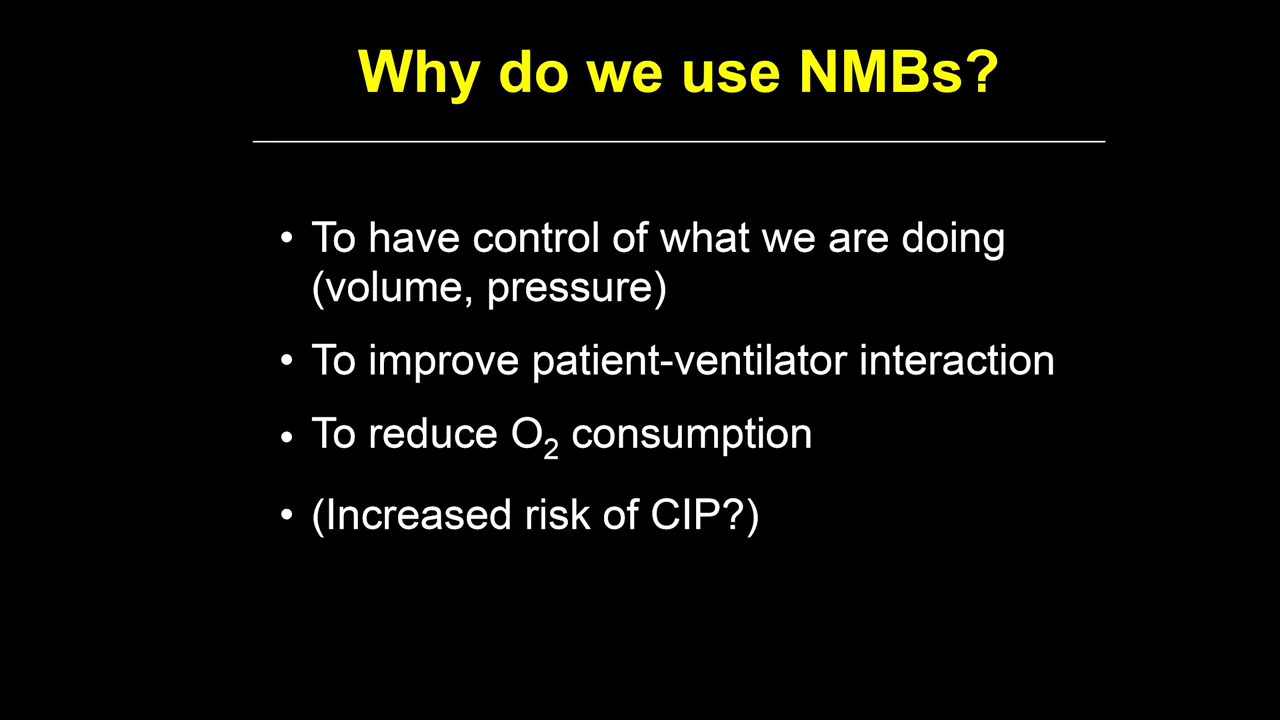 Why do we use NMBs?
• To have control of what we are doing
(volume, pressure)
• To improve patient-ventilator interaction
• To reduce O₂ consumption
• (Increased risk of CIP?)